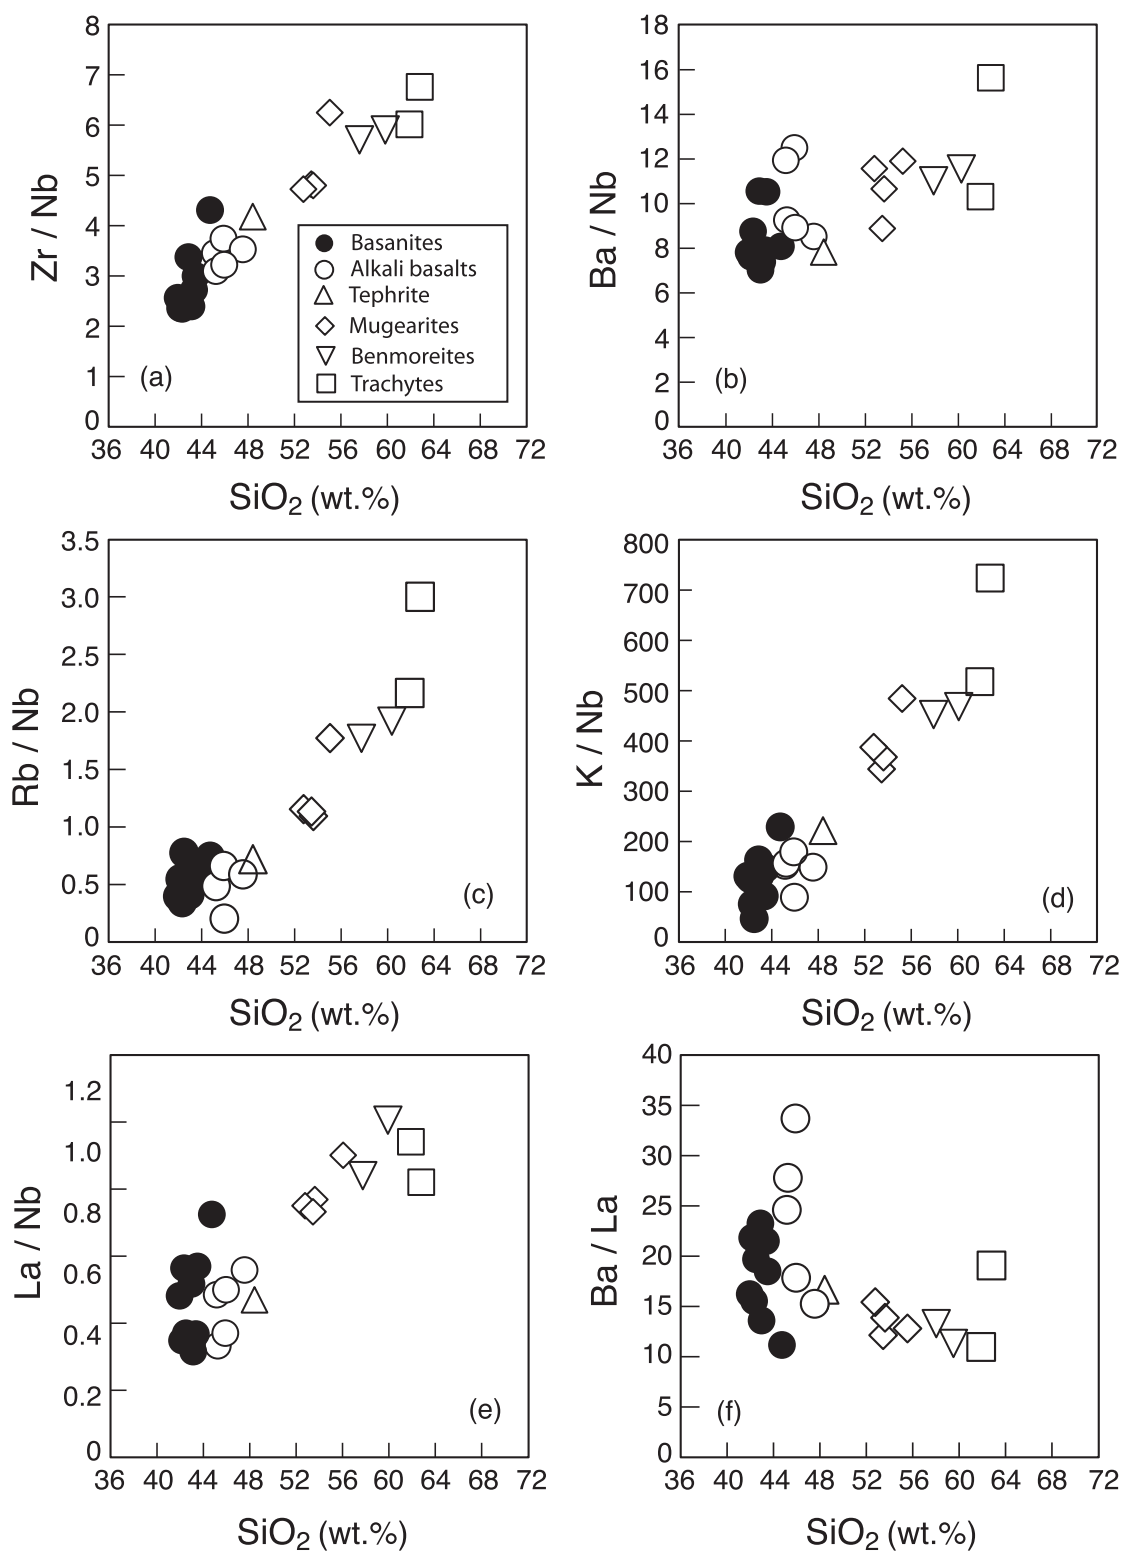 8
7
6
5
4
3
2
1
0
Zr / Nb
Basanites
Alkali basalts
Tephrite
Mugearites
Benmoreites
Trachytes
(a)
36 40 44 48 52 56 60 64 68 72
SiO2 (wt.%)
18
16
14
12
10
8
6
4
2
0
Ba / Nb
(b)
36 40 44 48 52 56 60 64 68 72
SiO2 (wt.%)
3.5
3.0
2.5
2.0
1.5
1.0
0.5
0
Rb / Nb
(c)
36 40 44 48 52 56 60 64 68 72
SiO2 (wt.%)
800
700
600
500
400
300
200
100
0
K / Nb
(d)
36 40 44 48 52 56 60 64 68 72
SiO2 (wt.%)
1.2
1.0
0.8
0.6
0.4
0.2
0
La / Nb
(e)
36 40 44 48 52 56 60 64 68 72
SiO2 (wt.%)
40
35
30
25
20
15
10
5
0
Ba / La
(f)
36 40 44 48 52 56 60 64 68 72
SiO2 (wt.%)